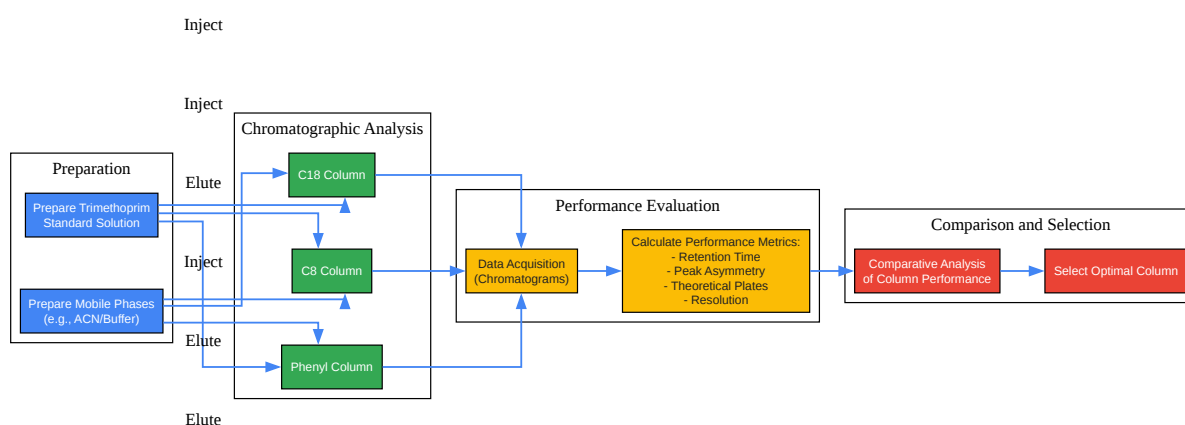 Inject
Inject
Elute
Inject
Elute
Elute
Preparation
Prepare Trimethoprim
Standard Solution
Prepare Mobile Phases
(e.g., ACN/Buffer)
Chromatographic Analysis
C18 Column
C8 Column
Phenyl Column
Performance Evaluation
Data Acquisition
(Chromatograms)
Calculate Performance Metrics:
- Retention Time
- Peak Asymmetry
- Theoretical Plates
- Resolution
Comparison and Selection
Comparative Analysis
of Column Performance
Select Optimal Column